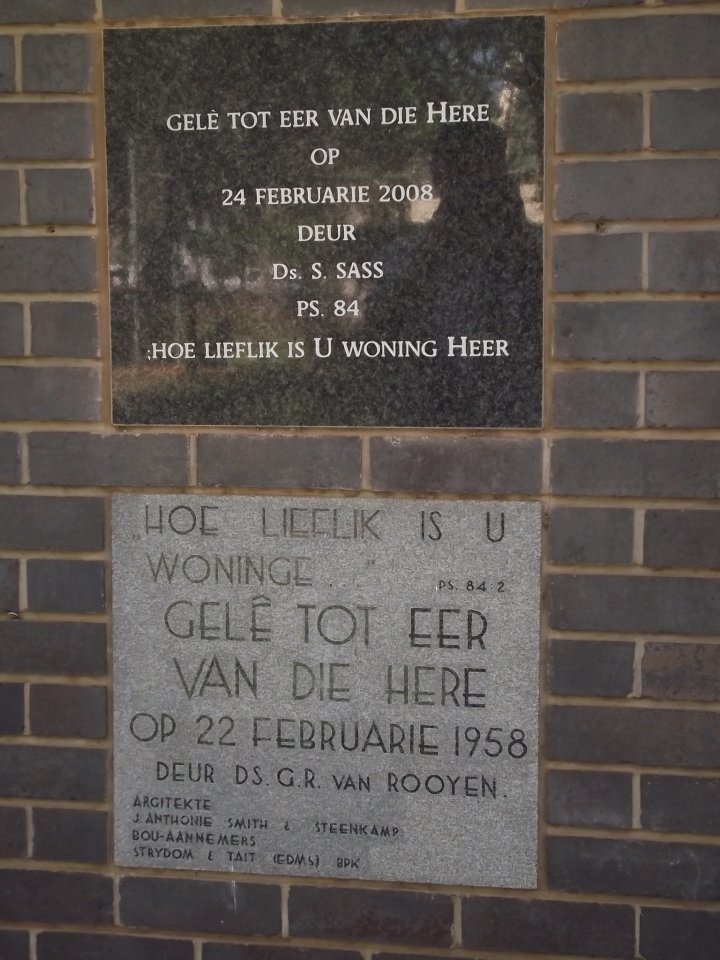 GELÊ TOT EER VAN DIE HERE
OP
24 FEBRUARIE 2008
DEUR
Ds. S. SASS
PS. 84
;HOE LIEFLIK IS U WONING HEER
„HOE LIEFLIK IS U
WONINGE ..." PS. 84:2
GELÊ TOT EER
VAN DIE HERE
OP 22 FEBRUARIE 1958
DEUR DS. G.R. VAN ROOYEN.
ARGITEKTE
J. ANTHONIE SMITH & STEENKAMP
BOU-AANNEMERS
STRYDOM & TAIT (EDMS) BPK.